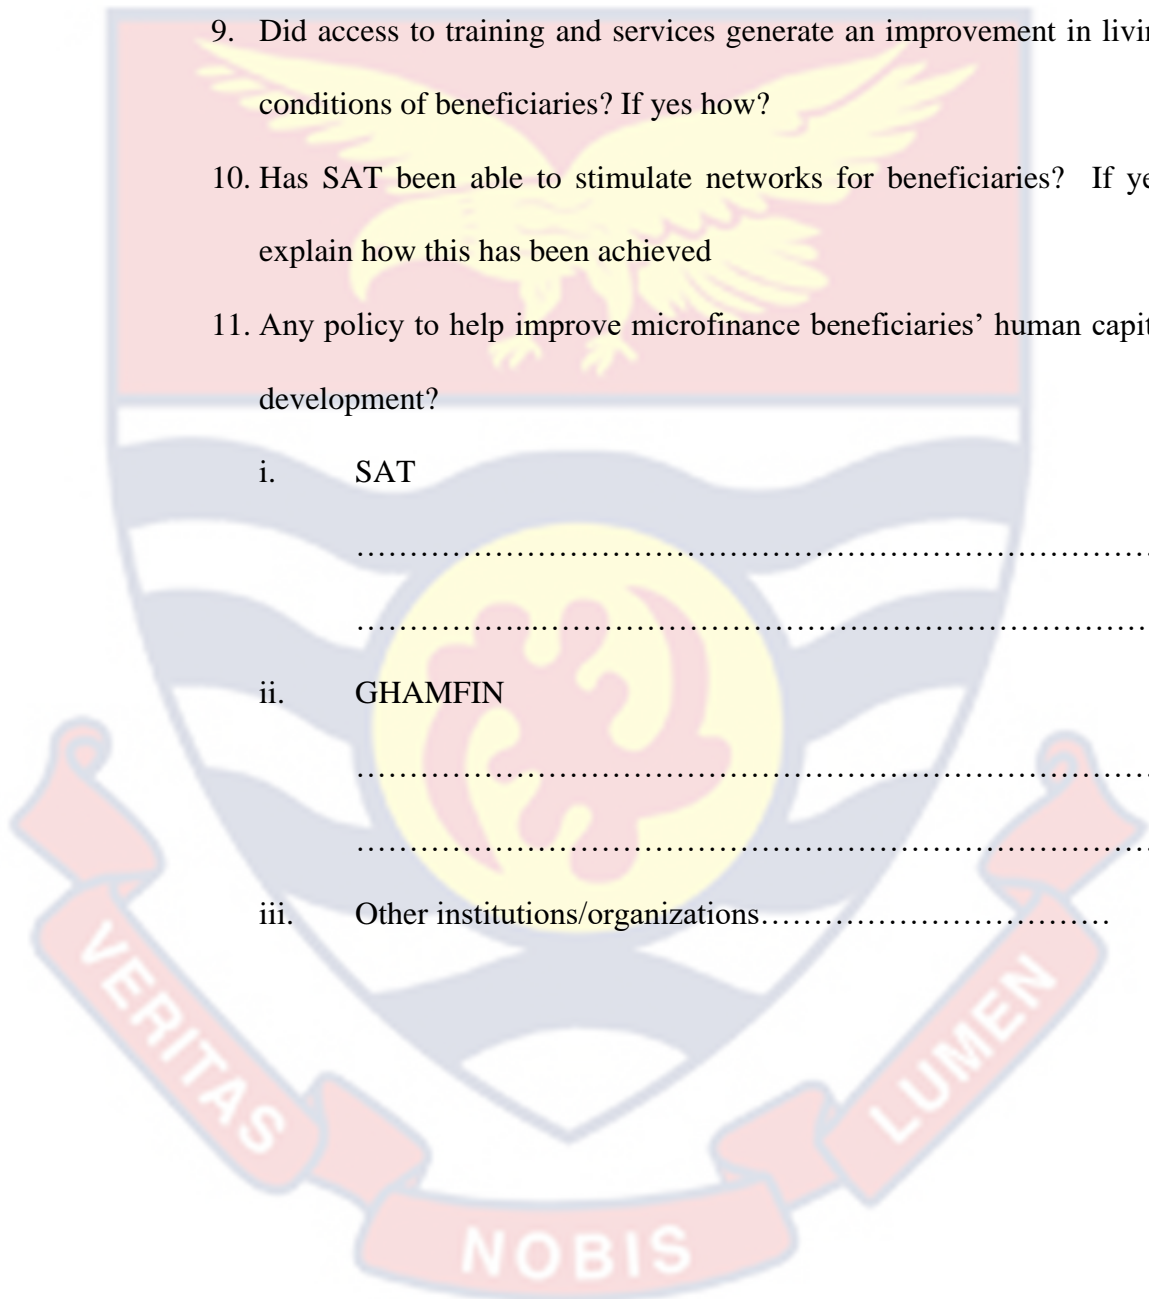 9. Did access to training and services generate an improvement in livin
conditions of beneficiaries? If yes how?
10. Has SAT been able to stimulate networks for beneficiaries? If ye
explain how this has been achieved
11. Any policy to help improve microfinance beneficiaries’ human capit
development?
i. SAT
……………………………………………………………………
……………...……………………………………………………
ii. GHAMFIN
……………………………………………………………………
……………………………………………………………………
iii. Other institutions/organizations……………………………
VERITAS
NOBIS
LUMEN